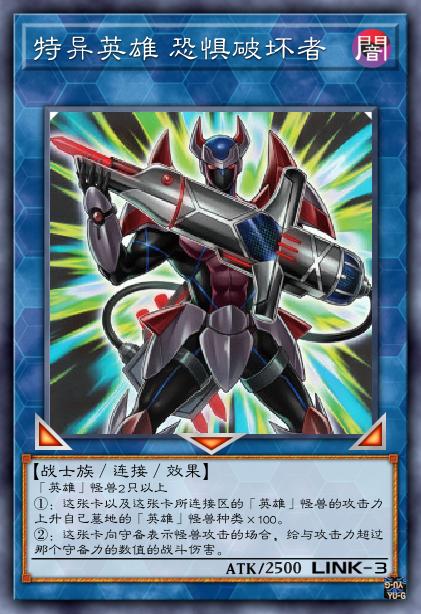 特异英雄 恐惧破坏者
闇
【战士族／连接／效果】
「英雄」怪兽2只以上
①：这张卡以及这张卡所连接区的「英雄」怪兽的攻击力
上升自己墓地的「英雄」怪兽种类×100。
②：这张卡向守备表示怪兽攻击的场合，给与攻击力超过
那个守备力的数值的战斗伤害。
ATK/2500 LINK-3